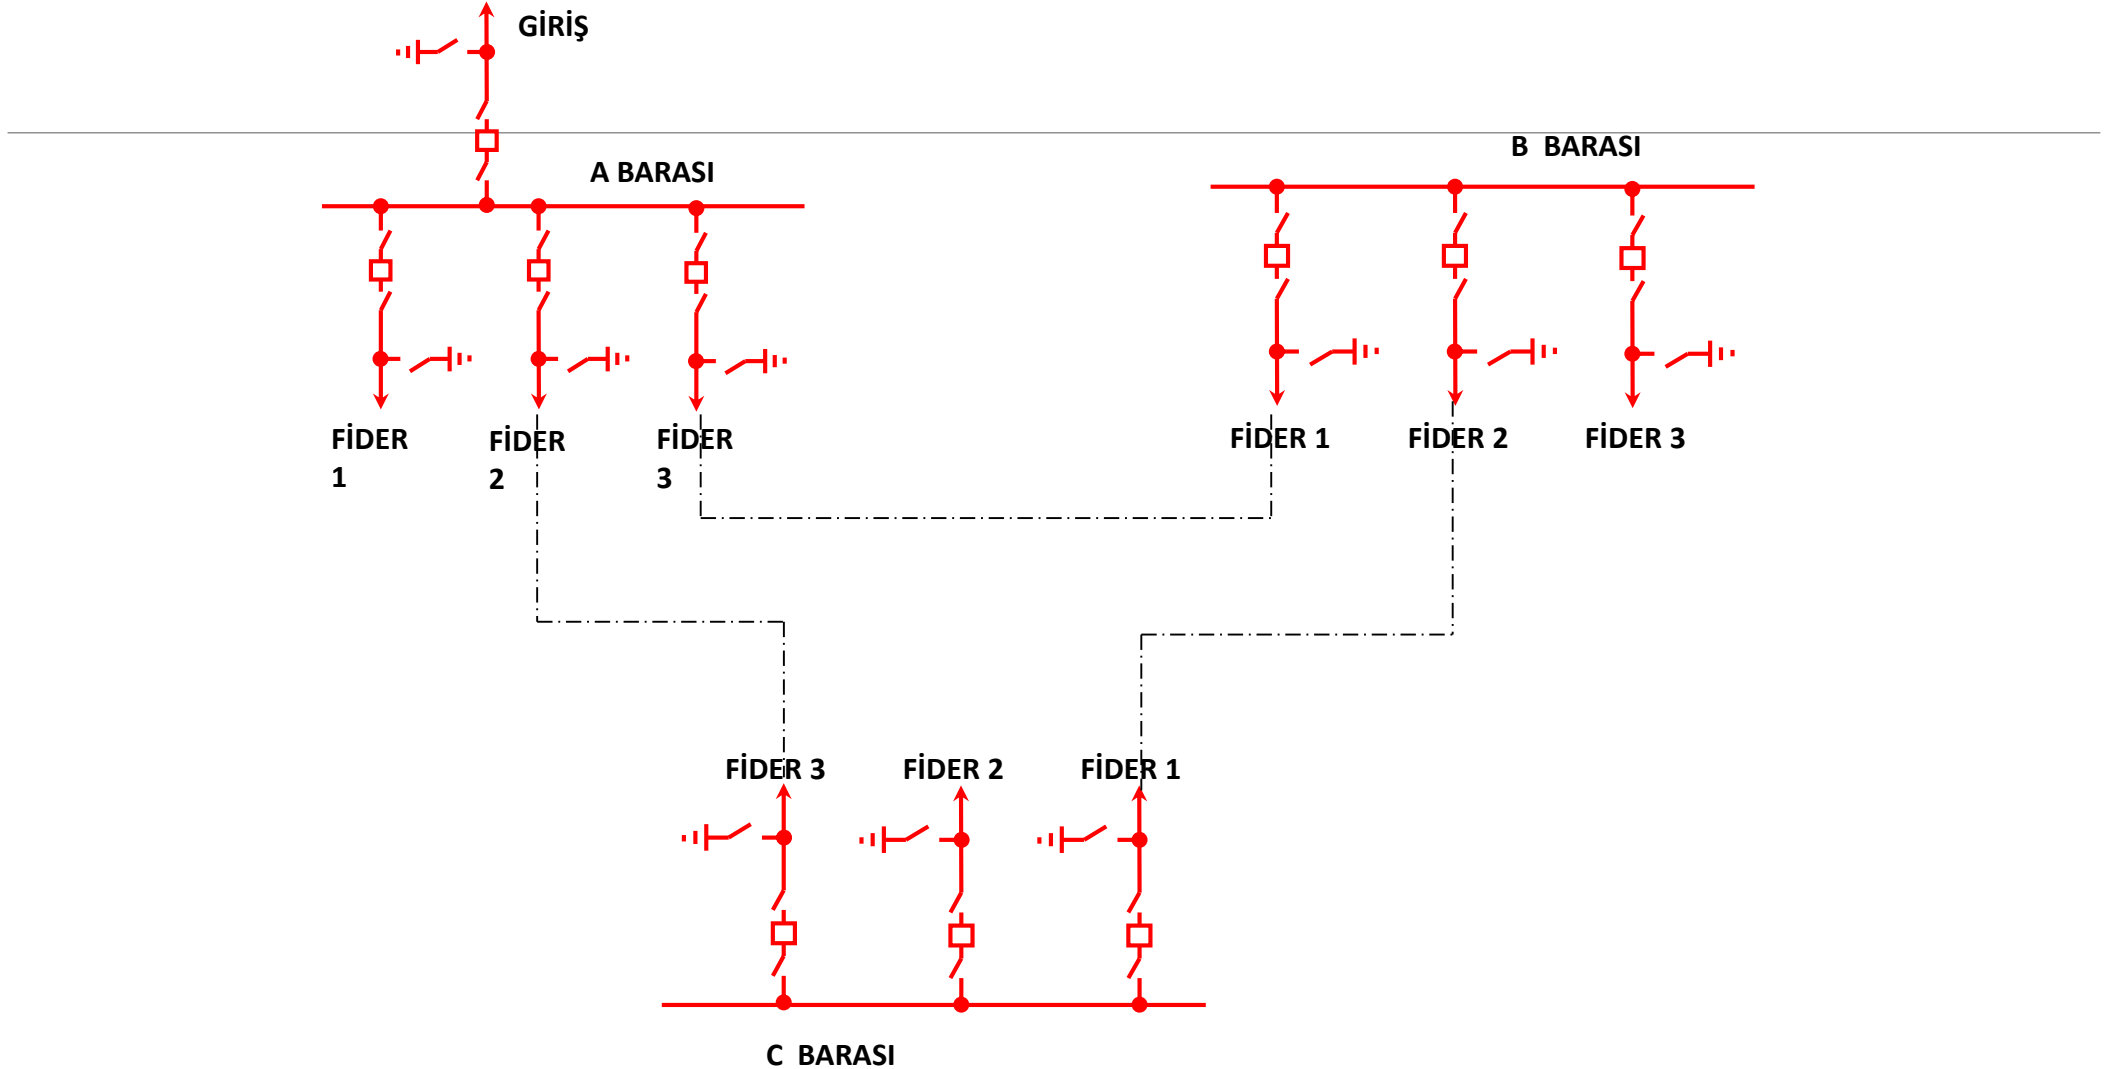 GİRİŞ
A BARASI
B  BARASI
FİDER
1
FİDER
2
FİDER
3
FİDER 1
FİDER 2
FİDER 3
FİDER 3
FİDER 2
FİDER 1
C  BARASI